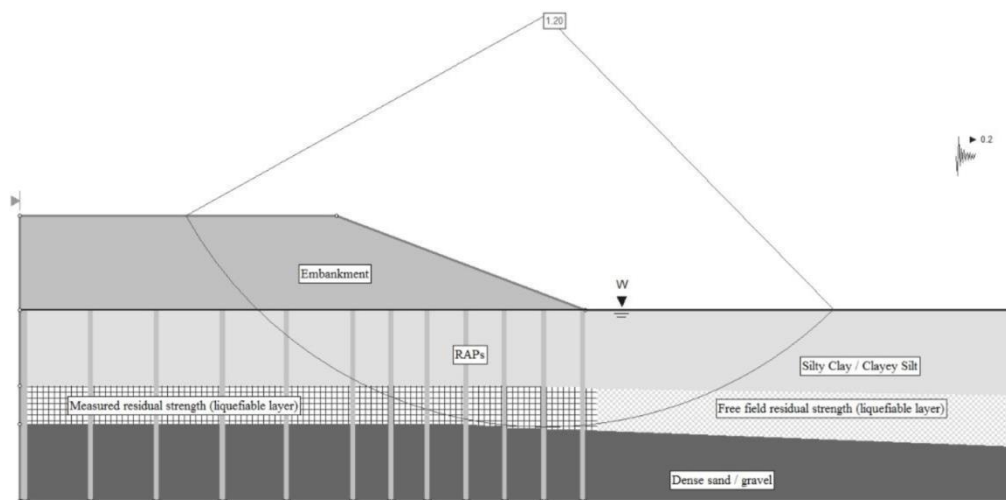 1.20
0.2
Embankment
W
RAPs
Silty Clay / Clayey Silt
Measured residual strength (liquefiable layer)
Free field residual strength (liquefiable layer)
Dense sand / gravel